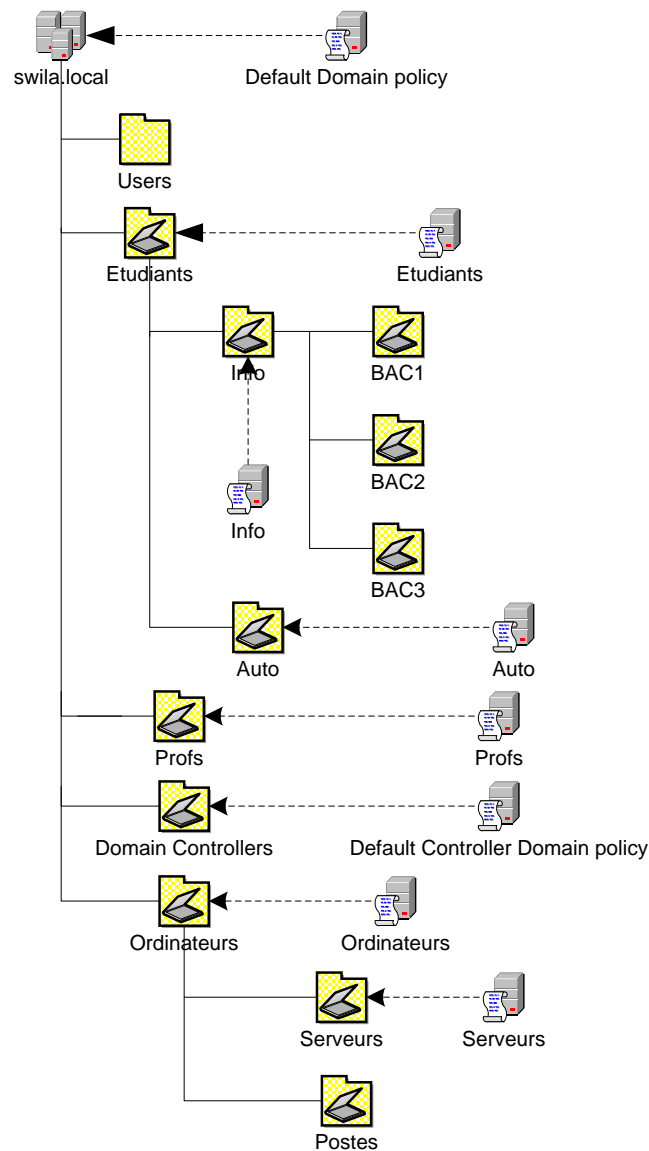 swila.local
Default Domain policy
Users
Etudiants
Etudiants
Info
BAC1
BAC2
Info
BAC3
Auto
Auto
Profs
Profs
Domain Controllers
Default Controller Domain policy
Ordinateurs
Ordinateurs
Serveurs
Serveurs
Postes